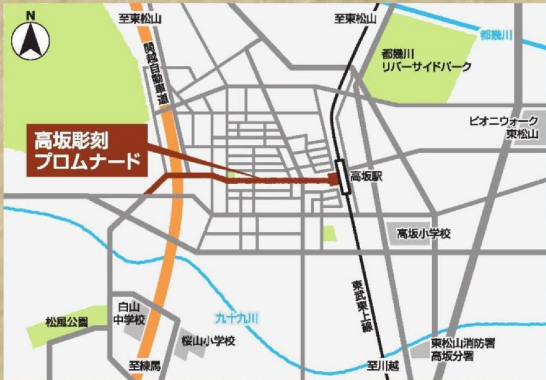 N
至東松山
至東松山
関越自動車道
都幾川
都幾川
リバーサイドパーク
ピオニウォーク
東松山
高坂彫刻
プロムナード
高坂駅
高坂小学校
東武東上線
九十九川
白山
中学校
松風公園
桜山小学校
東松山消防署
高坂分署
至練馬
至川越